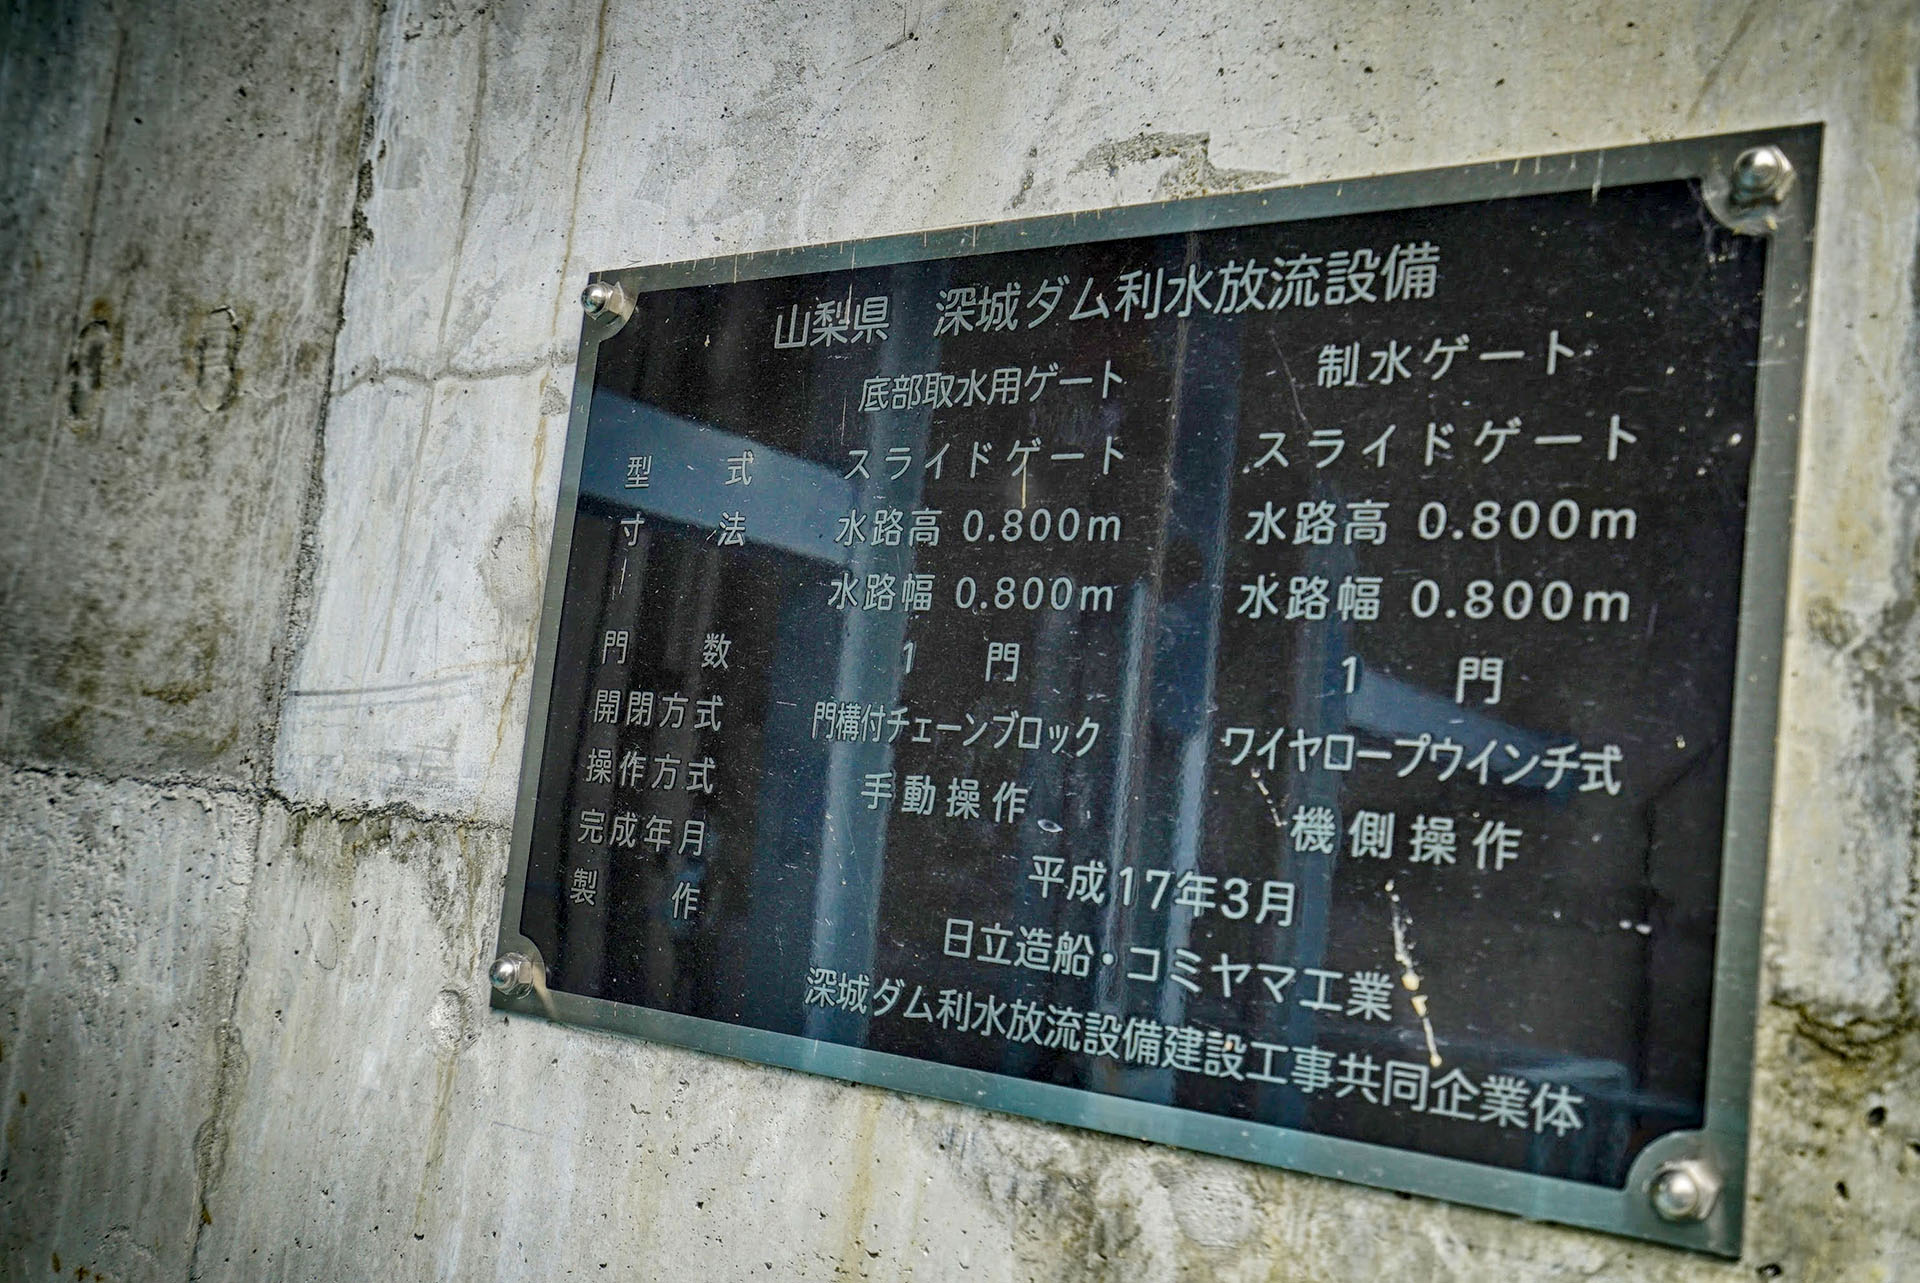 山梨県 深城ダム利水放流設備
底部取水用ゲート 制水ゲート
型式 スライドゲート スライドゲート
寸法 水路高 0.800m 水路高 0.800m
水路幅 0.800m 水路幅 0.800m
門数 1 門 1 門
開閉方式 門構付チェーンブロック ワイヤロープウインチ式
操作方式 手動操作 機側操作
完成年月 平成17年3月
製作 日立造船・コミヤマ工業
深城ダム利水放流設備建設工事共同企業体